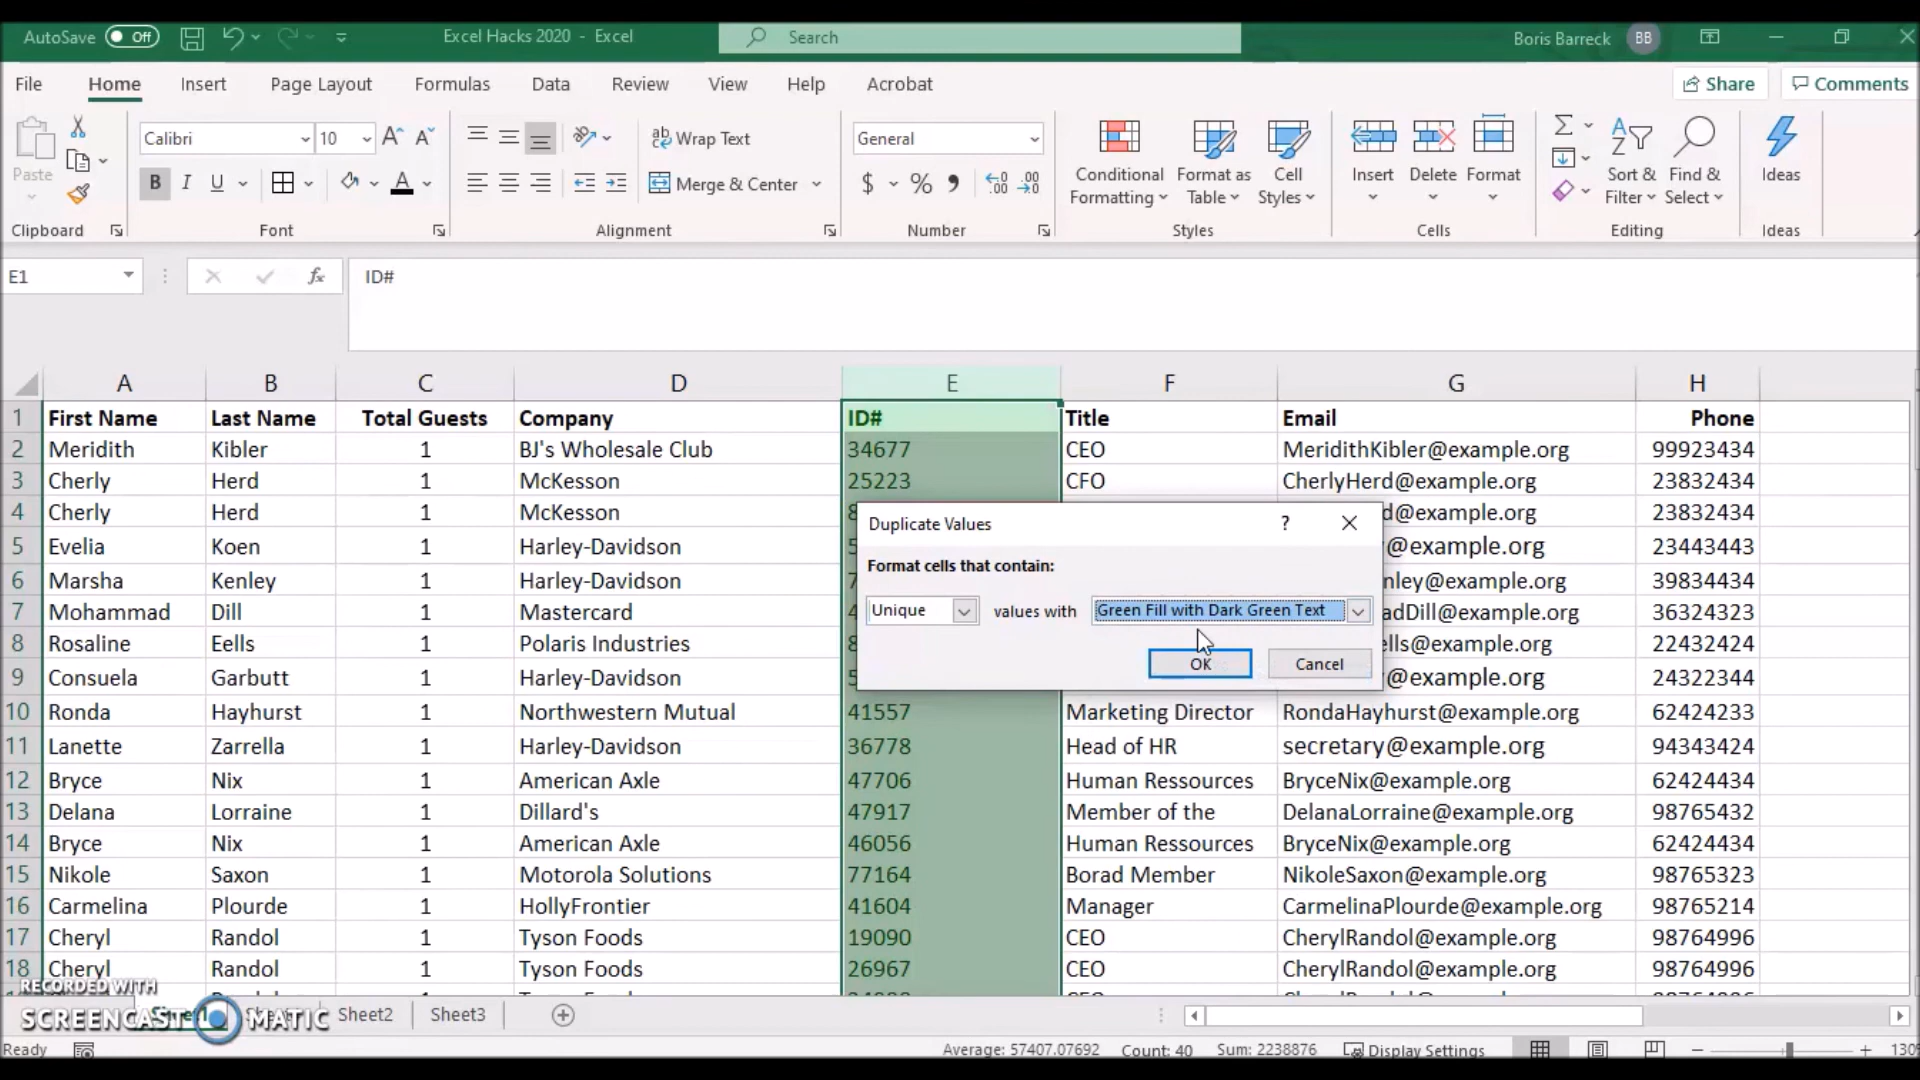 AutoSave Off Excel Hacks 2020 - Excel Search Boris Barreck BB
File Home Insert Page Layout Formulas Data Review View Help Acrobat Share Comments
Paste Calibri 10 A^ Aˇ ab Wrap Text General Conditional Formatting Format as Table Cell Styles Insert Delete Format Sort & Filter Find & Select Ideas
B I U A Merge & Center $ % 9
Clipboard Font Alignment Number Styles Cells Editing Ideas
E1 fx ID#
A B C D E F G H
1 First Name Last Name Total Guests Company ID# Title Email Phone
2 Meridith Kibler 1 BJ's Wholesale Club 34677 CEO MeridithKibler@example.org 99923434
3 Cherly Herd 1 McKesson 25223 CFO CherlyHerd@example.org 23832434
4 Cherly Herd 1 McKesson d@example.org 23832434
5 Evelia Koen 1 Harley-Davidson y@example.org 23443443
6 Marsha Kenley 1 Harley-Davidson nley@example.org 39834434
7 Mohammad Dill 1 Mastercard adDill@example.org 36324323
8 Rosaline Eells 1 Polaris Industries ells@example.org 22432424
9 Consuela Garbutt 1 Harley-Davidson y@example.org 24322344
10 Ronda Hayhurst 1 Northwestern Mutual 41557 Marketing Director RondaHayhurst@example.org 62424233
11 Lanette Zarrella 1 Harley-Davidson 36778 Head of HR secretary@example.org 94343424
12 Bryce Nix 1 American Axle 47706 Human Ressources BryceNix@example.org 62424434
13 Delana Lorraine 1 Dillard's 47917 Member of the DelanaLorraine@example.org 98765432
14 Bryce Nix 1 American Axle 46056 Human Ressources BryceNix@example.org 62424434
15 Nikole Saxon 1 Motorola Solutions 77164 Borad Member NikoleSaxon@example.org 98765323
16 Carmelina Plourde 1 HollyFrontier 41604 Manager CarmelinaPlourde@example.org 98765214
17 Cheryl Randol 1 Tyson Foods 19090 CEO CherylRandol@example.org 98764996
18 Cheryl Randol 1 Tyson Foods 26967 CEO CherylRandol@example.org 98764996
Duplicate Values ?
Format cells that contain:
Unique values with Green Fill with Dark Green Text
OK Cancel
RECORDED WITH
SCREENCAST MATIC
Sheet2 Sheet3
Ready Average: 57407.07692 Count: 40 Sum: 2238876 Display Settings 130%